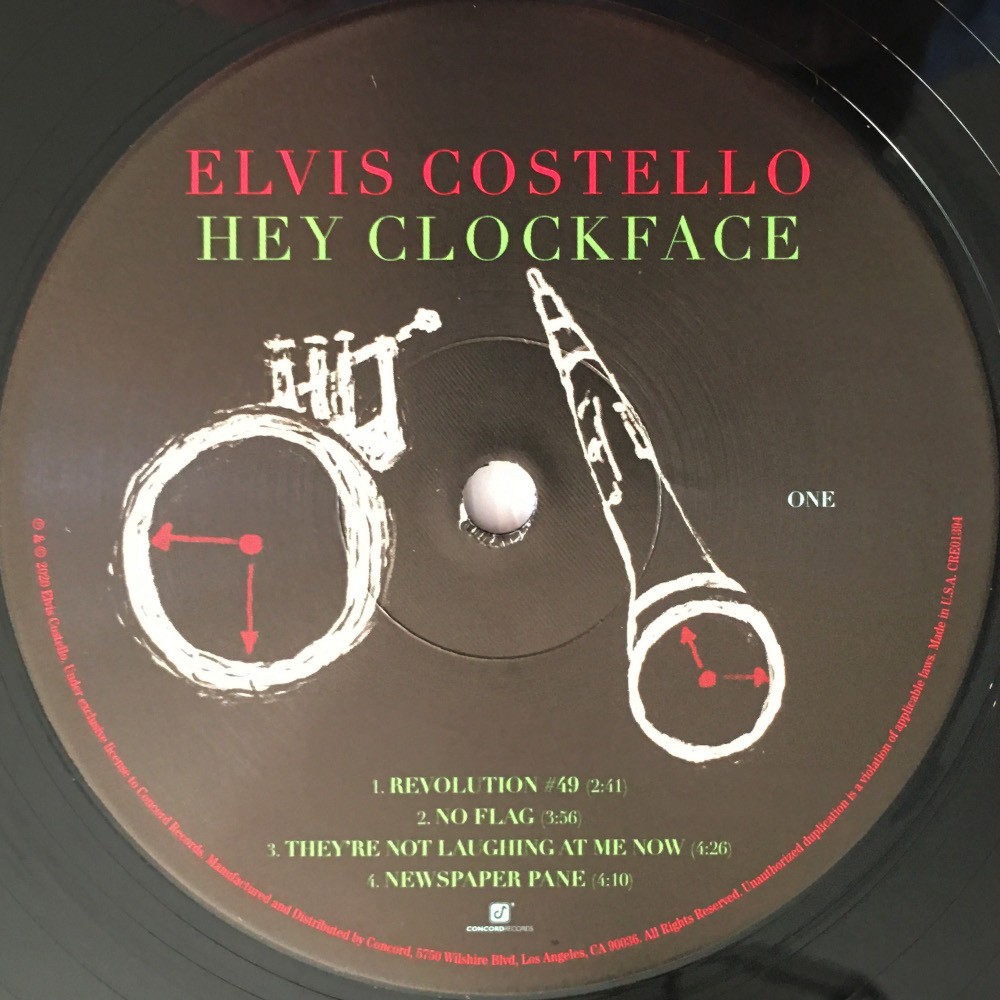 ELVIS COSTELLO
HEY CLOCKFACE
ONE
1. REVOLUTION #49 (2:41)
2. NO FLAG (3:56)
3. THEY'RE NOT LAUGHING AT ME NOW (4:26)
4. NEWSPAPER PANE (4:10)
CONCORD RECORDS
℗ & © 2020 Elvis Costello. Under exclusive license to Concord Records. Manufactured and Distributed by Concord, 5750 Wilshire Blvd, Los Angeles, CA 90036. All Rights Reserved. Unauthorized duplication is a violation of applicable laws. Made in U.S.A. CRE01394